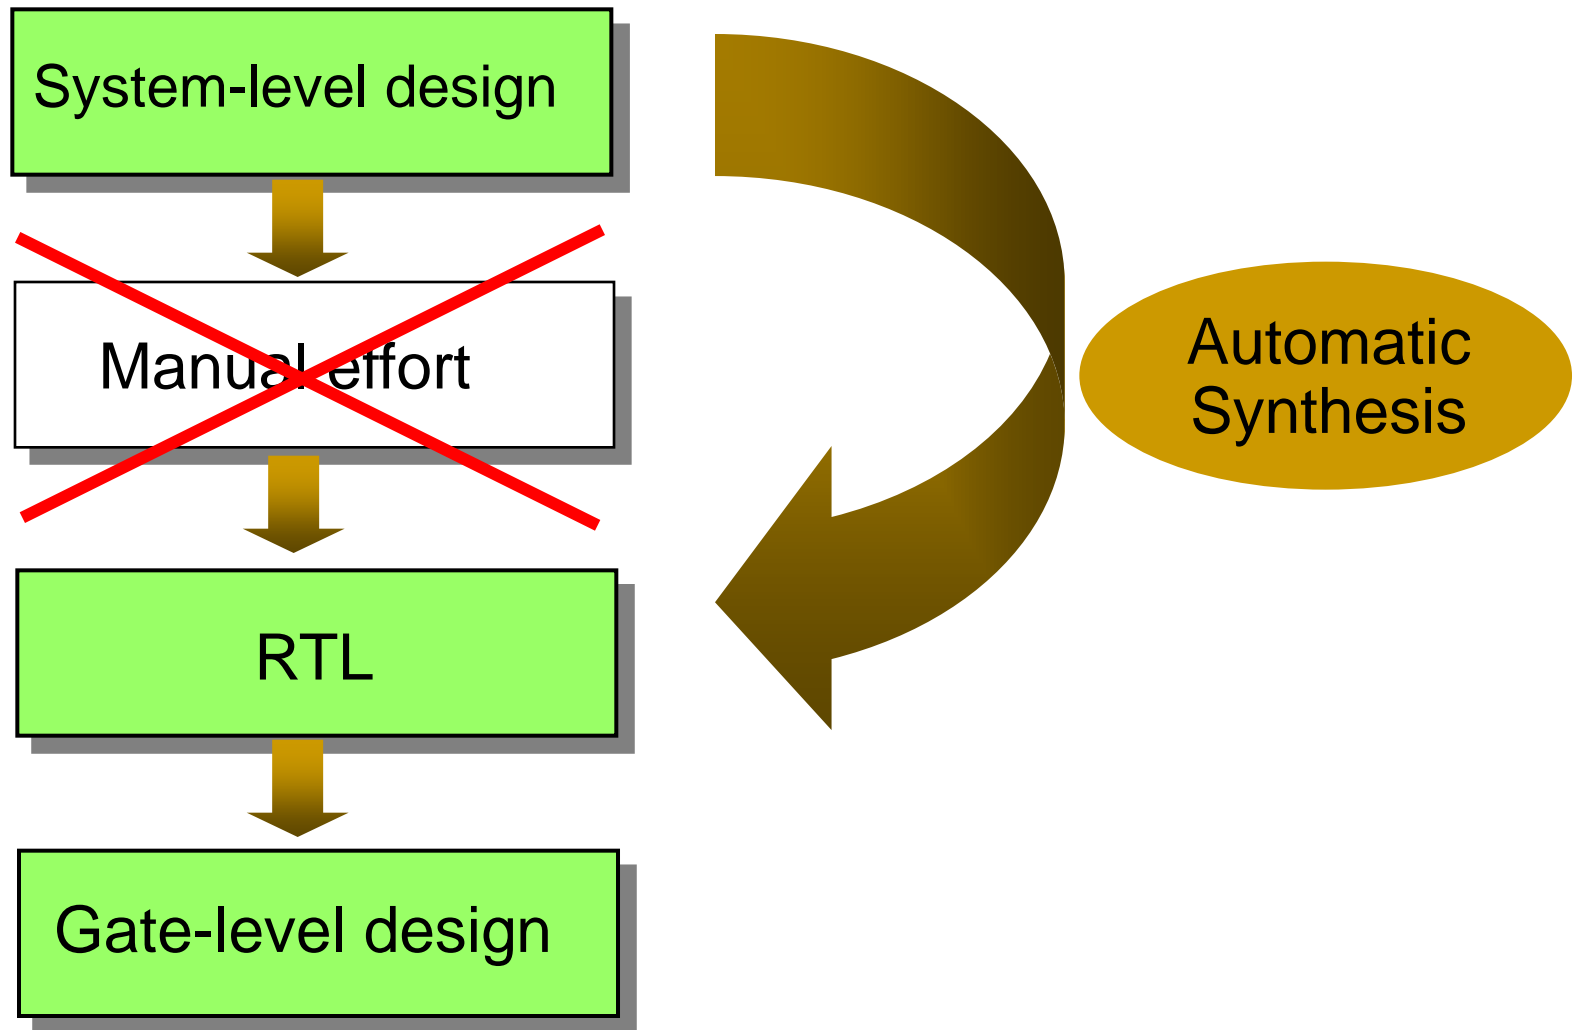 System-level design
Manual effort
RTL
Gate-level design
Automatic
Synthesis